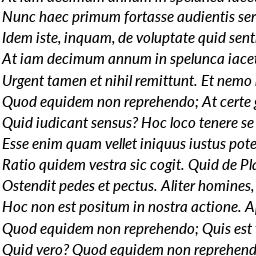 Nunc haec primum fortasse audientis ser
Idem iste, inquam, de voluptate quid sent
At iam decimum annum in spelunca iacet
Urgent tamen et nihil remittunt. Et nemo
Quod equidem non reprehendo; At certe g
Quid iudicant sensus? Hoc loco tenere se
Esse enim quam vellet iniquus iustus pote
Ratio quidem vestra sic cogit. Quid de Pla
Ostendit pedes et pectus. Aliter homines,
Hoc non est positum in nostra actione. A
Quod equidem non reprehendo; Quis est
Quid vero? Quod equidem non reprehend